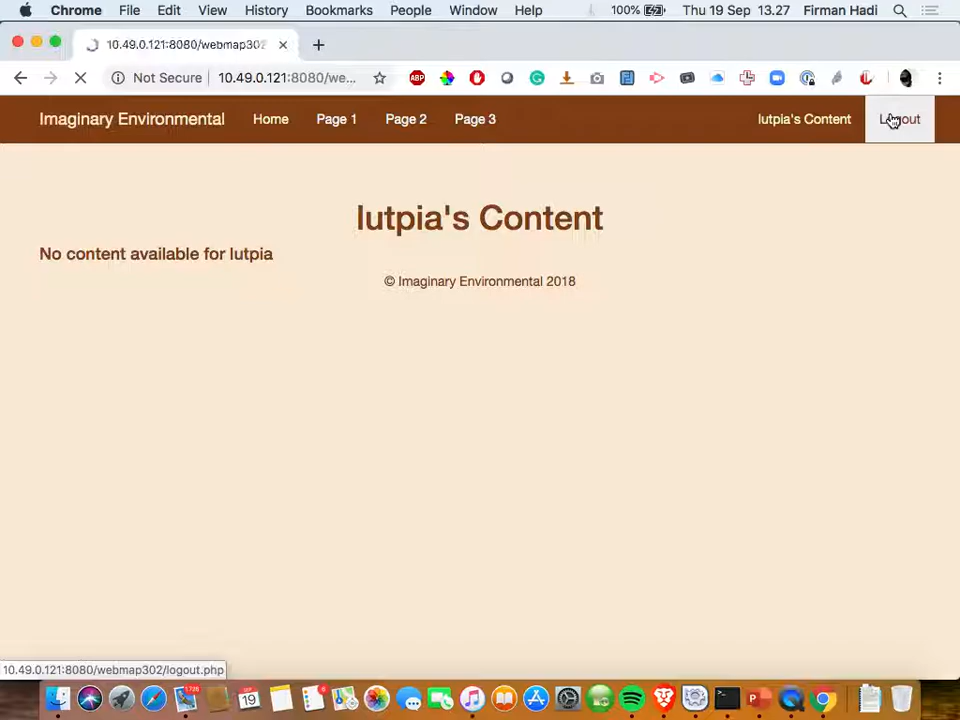 Chrome File Edit View History Bookmarks People Window Help 100% Thu 19 Sep 13.27 Firman Hadi
10.49.0.121:8080/webmap302
Not Secure 10.49.0.121:8080/we...
ABP
Imaginary Environmental Home Page 1 Page 2 Page 3 lutpia's Content Logout
lutpia's Content
No content available for lutpia
© Imaginary Environmental 2018
10.49.0.121:8080/webmap302/logout.php